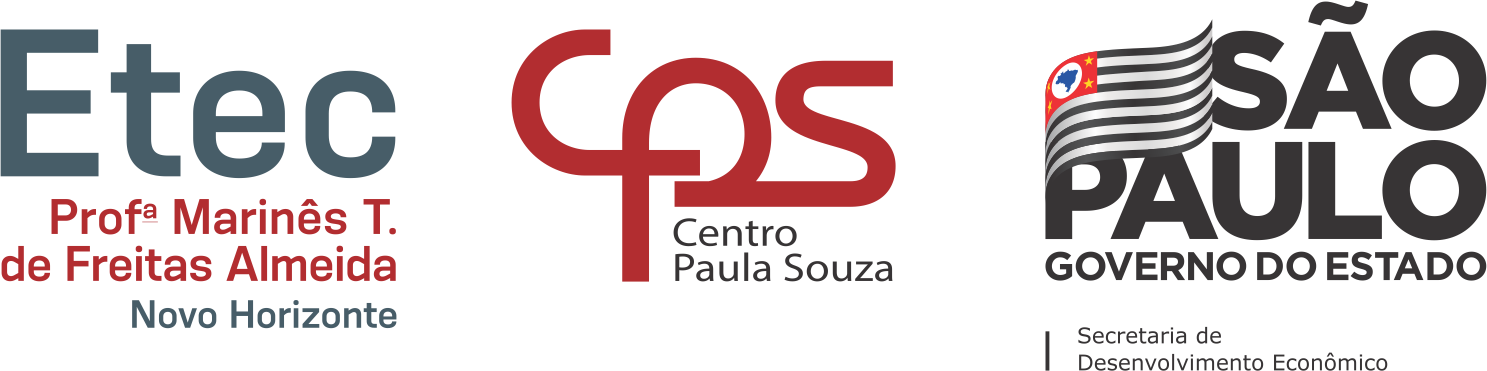 Etec
Profª Marinês T.
de Freitas Almeida
Novo Horizonte
cps
Centro
Paula Souza
SÃO
PAULO
GOVERNO DO ESTADO
Secretaria de
Desenvolvimento Econômico